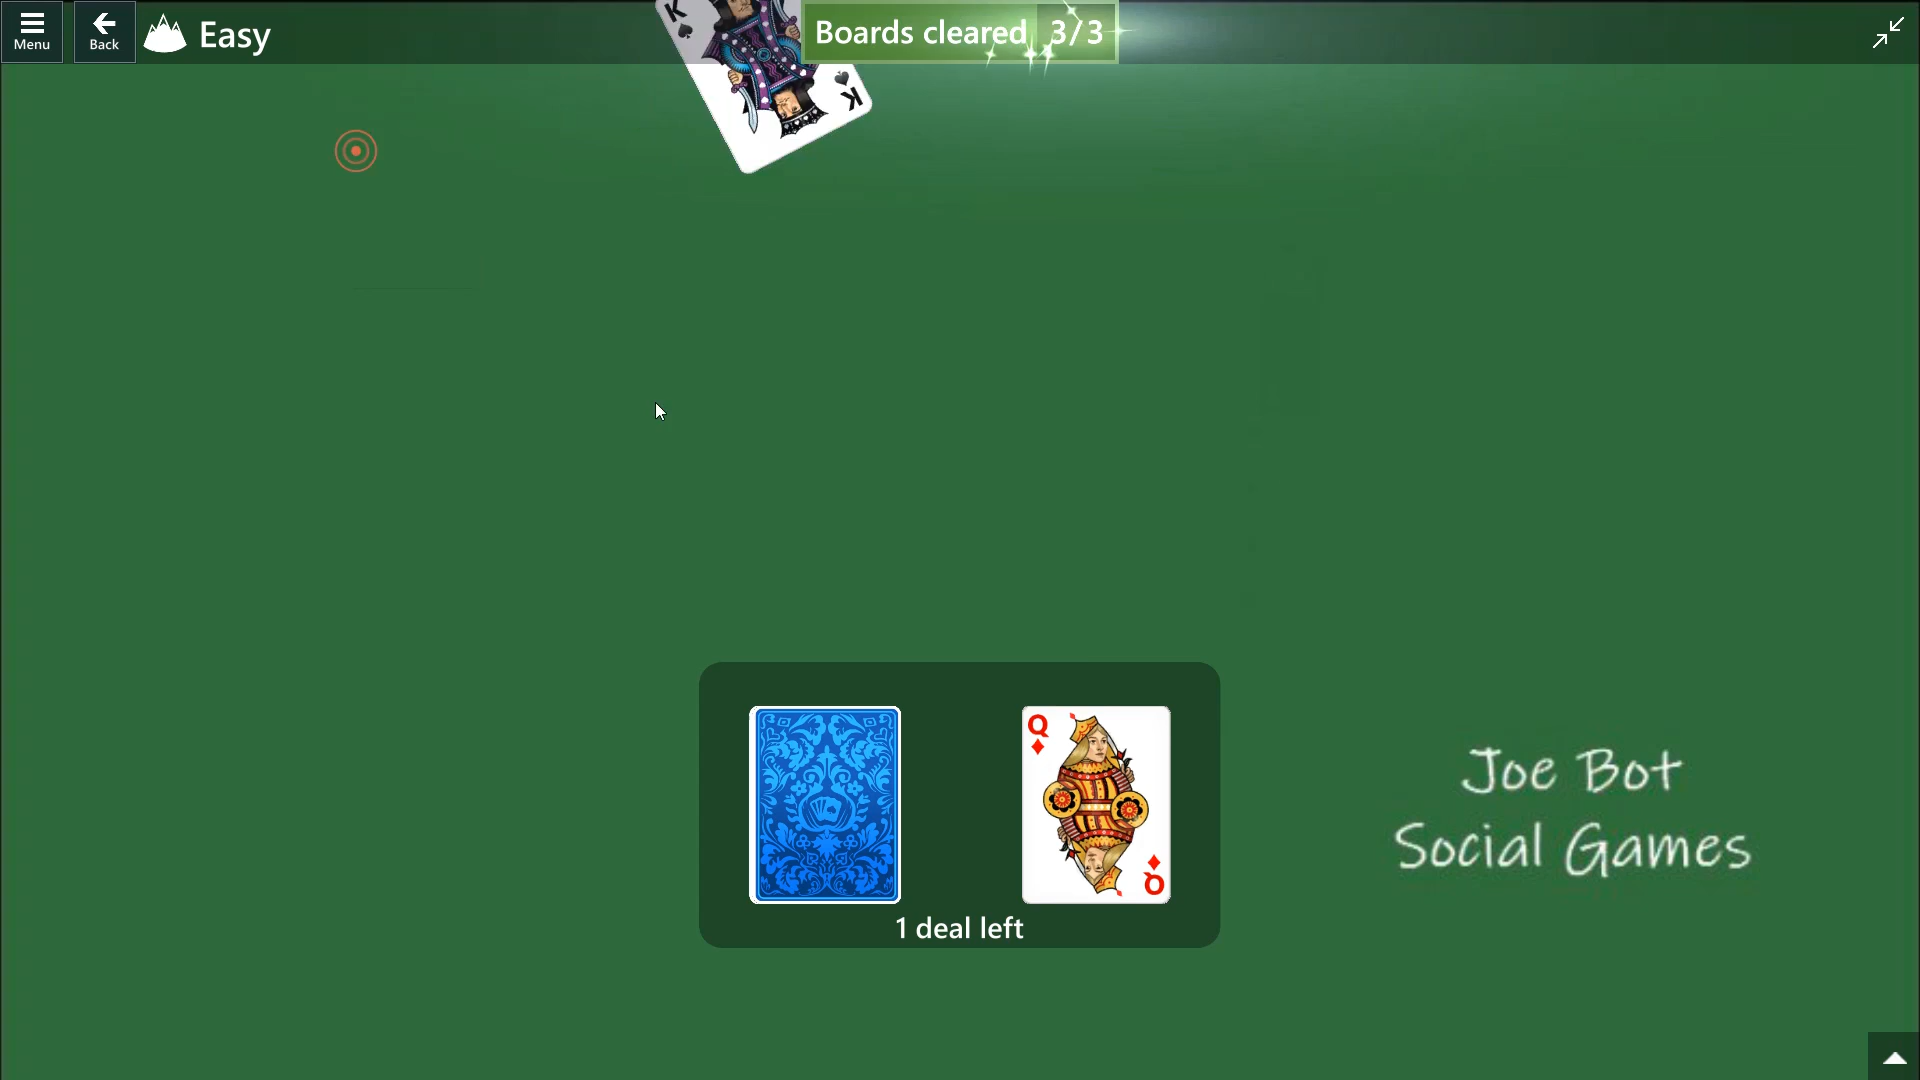 Menu
Back
Easy
Boards cleared 3/3
K
K
Q
Q
1 deal left
Joe Bot
Social Games